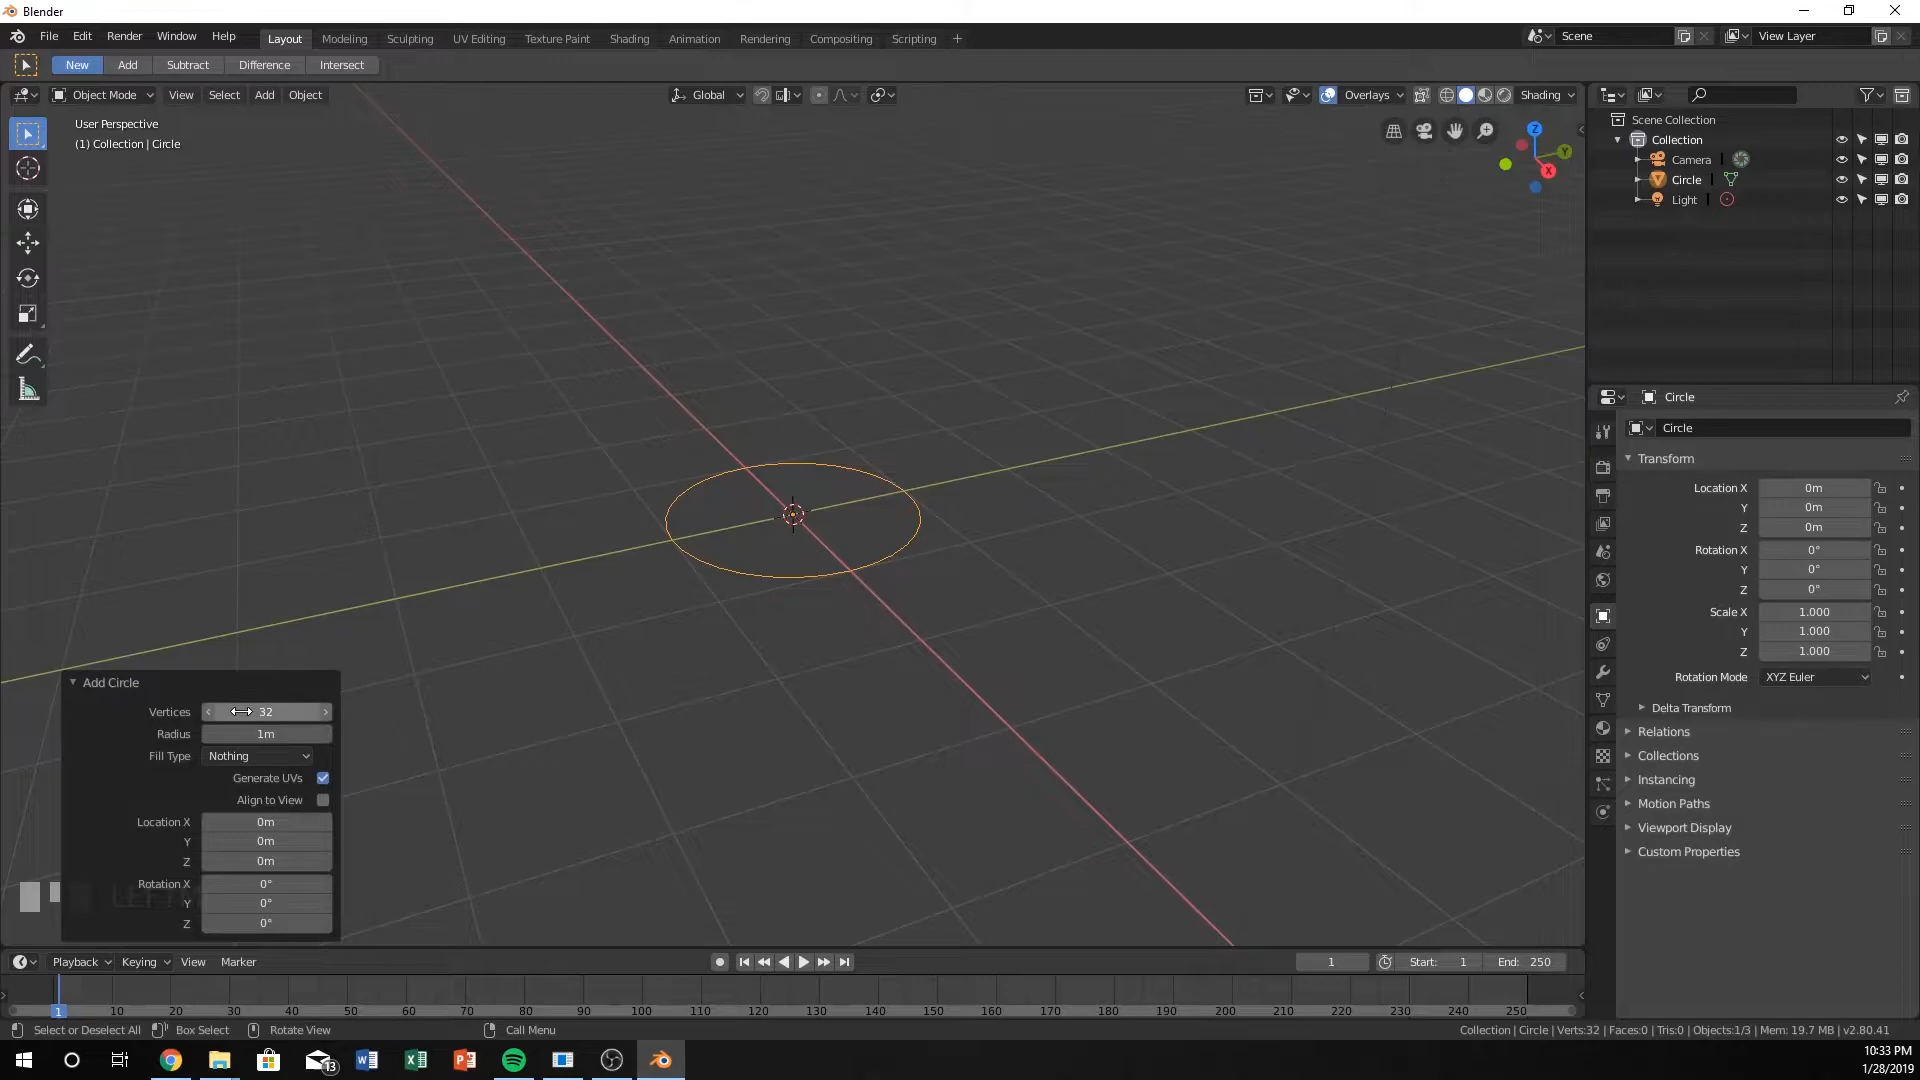 Blender
File Edit Render Window Help Layout Modeling Sculpting UV Editing Texture Paint Shading Animation Rendering Compositing Scripting + Scene View Layer
New Add Subtract Difference Intersect
Object Mode View Select Add Object Global Overlays Shading
User Perspective
(1) Collection | Circle
Z
Y
X
Scene Collection
Collection
Camera
Circle
Light
Circle
Circle
Transform
Location X 0m
Y 0m
Z 0m
Rotation X 0°
Y 0°
Z 0°
Scale X 1.000
Y 1.000
Z 1.000
Rotation Mode XYZ Euler
Delta Transform
Relations
Collections
Instancing
Motion Paths
Viewport Display
Custom Properties
Add Circle
Vertices 32
Radius 1m
Fill Type Nothing
Generate UVs
Align to View
Location X 0m
Y 0m
Z 0m
Rotation X 0°
Y 0°
Z 0°
Playback Keying View Marker 1 Start: 1 End: 250
1 10 20 30 40 50 60 70 80 90 100 110 120 130 140 150 160 170 180 190 200 210 220 230 240 250
Select or Deselect All Box Select Rotate View Call Menu Collection | Circle | Verts:32 | Faces:0 | Tris:0 | Objects:1/3 | Mem: 19.7 MB | v2.80.41
13
10:33 PM
1/28/2019